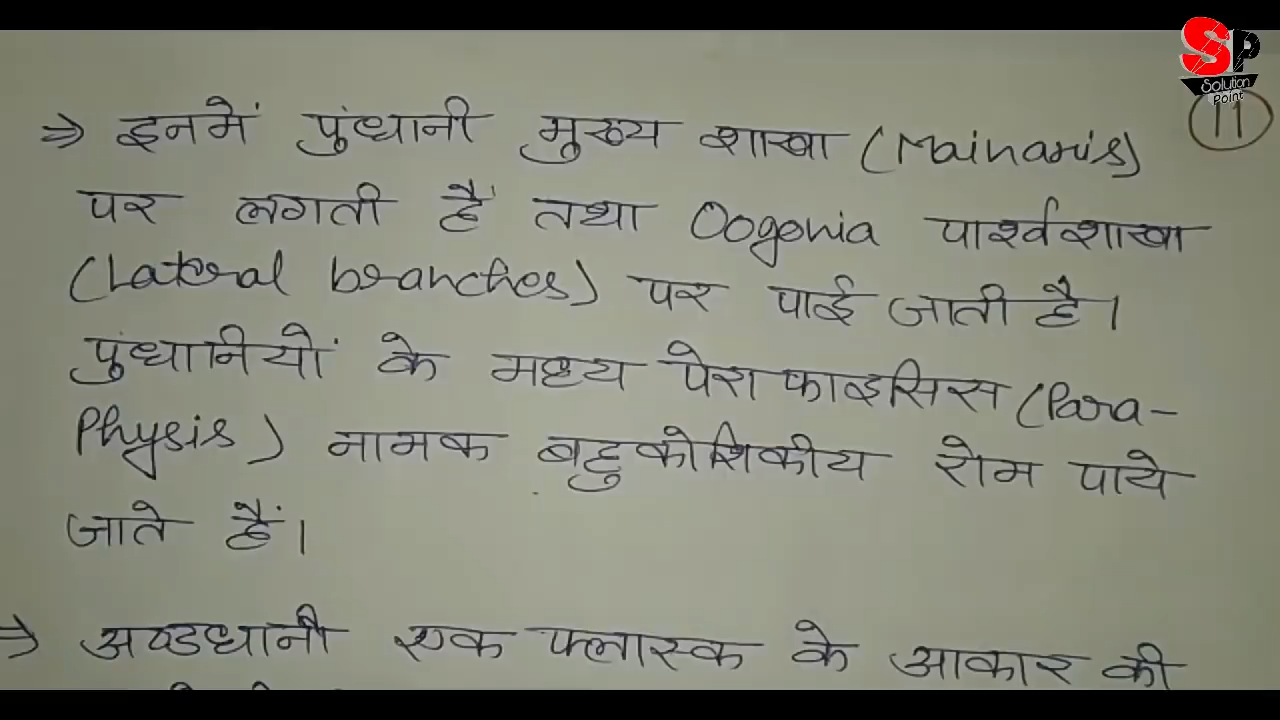 SP
Solution
Point
11
⇒ इनमें पुंधानी मुख्य शाखा (Mainaxis)
पर लगती हैं तथा Oogonia पार्श्वशाखा
(Lateral branches) पर पाई जाती है।
पुंधानियों के मध्य पेराफाइसिस (Para-
Physis) नामक बहुकोशिकीय रोम पाये
जाते हैं।
⇒ अण्डधानी एक फ्लास्क के आकार की